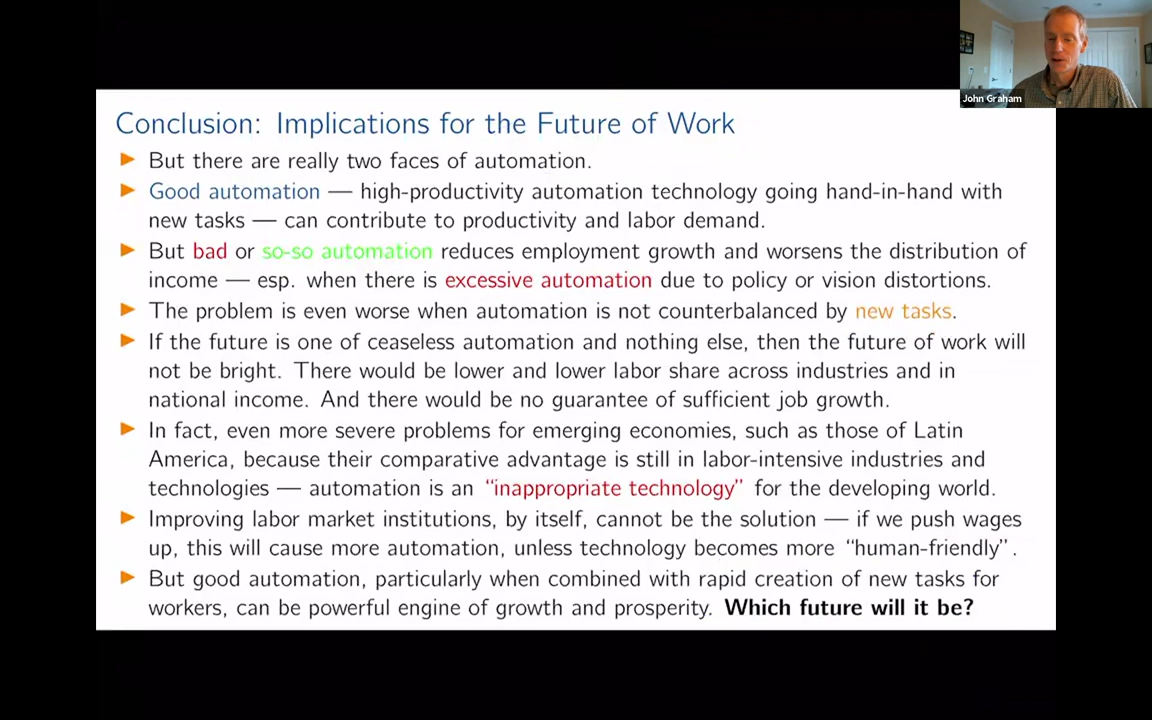 John Graham
Conclusion: Implications for the Future of Work
But there are really two faces of automation.
Good automation — high-productivity automation technology going hand-in-hand with
new tasks — can contribute to productivity and labor demand.
But bad or so-so automation reduces employment growth and worsens the distribution of
income — esp. when there is excessive automation due to policy or vision distortions.
The problem is even worse when automation is not counterbalanced by new tasks.
If the future is one of ceaseless automation and nothing else, then the future of work will
not be bright. There would be lower and lower labor share across industries and in
national income. And there would be no guarantee of sufficient job growth.
In fact, even more severe problems for emerging economies, such as those of Latin
America, because their comparative advantage is still in labor-intensive industries and
technologies — automation is an “inappropriate technology” for the developing world.
Improving labor market institutions, by itself, cannot be the solution — if we push wages
up, this will cause more automation, unless technology becomes more “human-friendly”.
But good automation, particularly when combined with rapid creation of new tasks for
workers, can be powerful engine of growth and prosperity. Which future will it be?